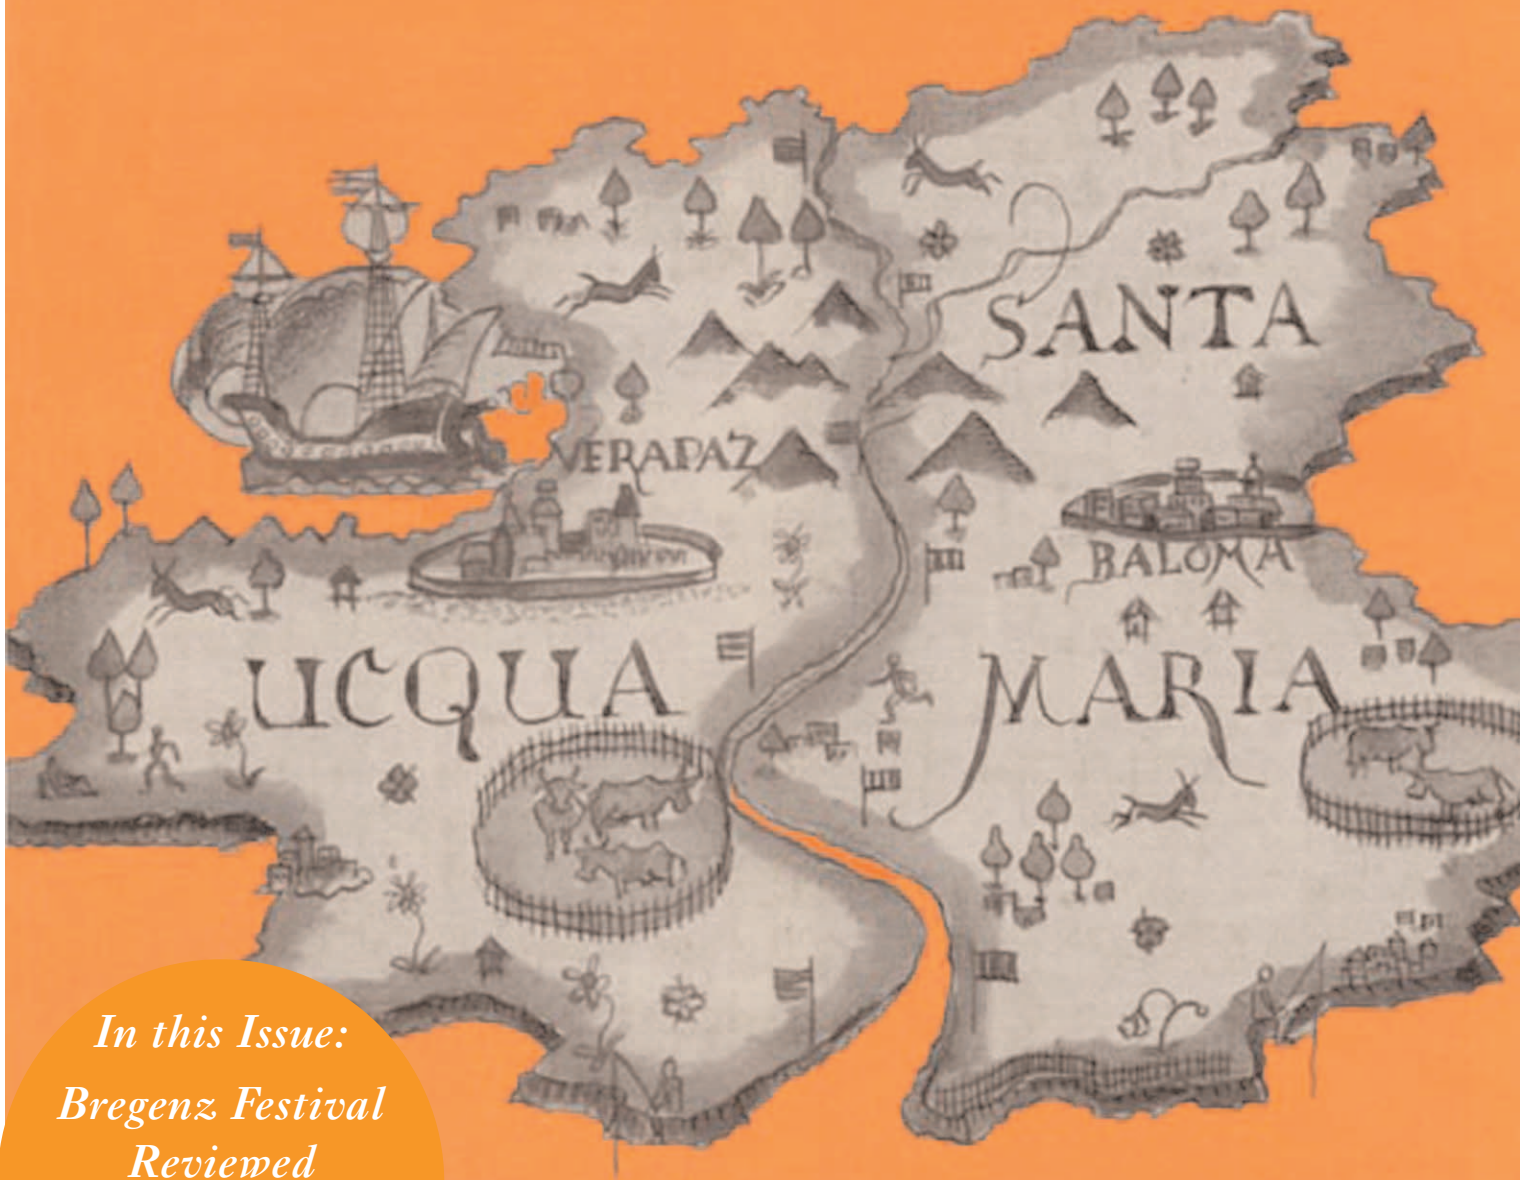 SANTA
VERAPAZ
BALOMA
UCQUA
MARIA
In this Issue:
Bregenz Festival
Reviewed